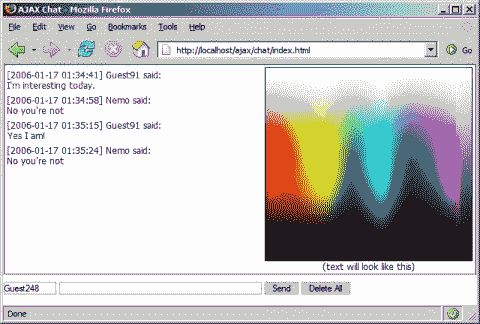 AJAX Chat - Mozilla Firefox
File Edit View Go Bookmarks Tools Help
http://localhost/ajax/chat/index.html Go
[2006-01-17 01:34:41] Guest91 said:
I'm interesting today.
[2006-01-17 01:34:58] Nemo said:
No you're not
[2006-01-17 01:35:15] Guest91 said:
Yes I am!
[2006-01-17 01:35:24] Nemo said:
No you're not
(text will look like this)
Guest248 Send Delete All
Done